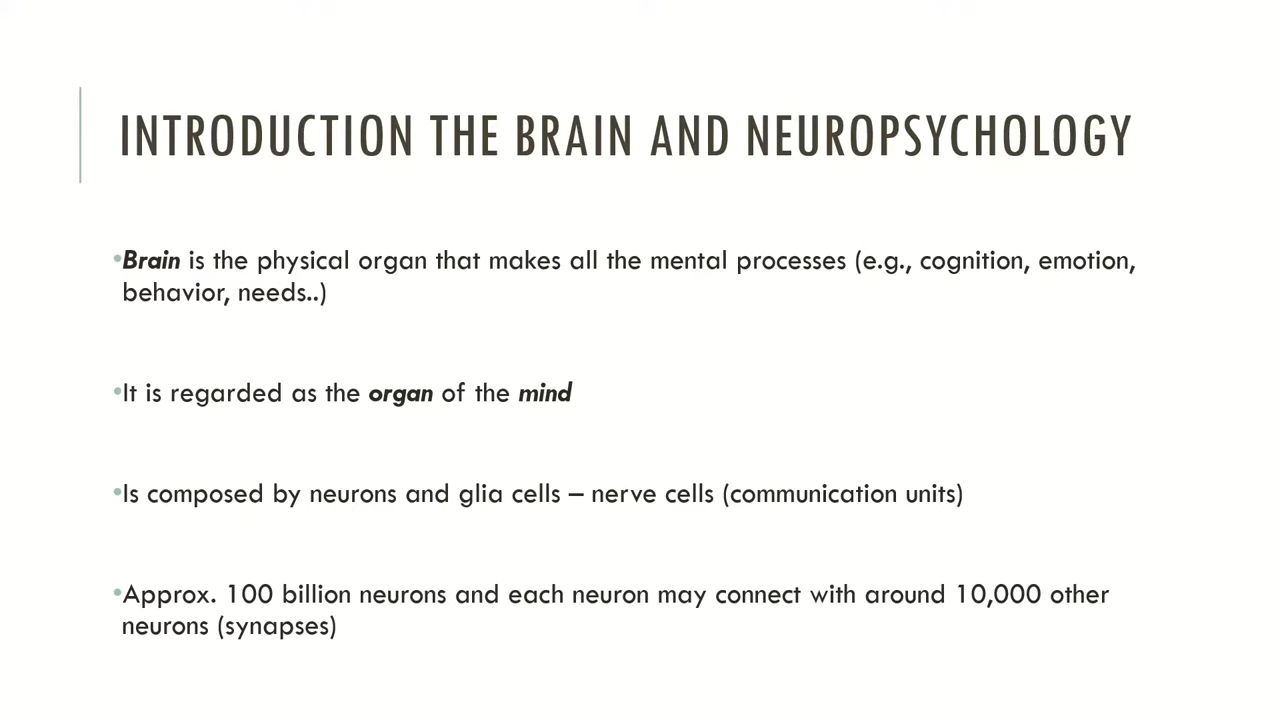 INTRODUCTION THE BRAIN AND NEUROPSYCHOLOGY
•Brain is the physical organ that makes all the mental processes (e.g., cognition, emotion,
behavior, needs..)
•It is regarded as the organ of the mind
•Is composed by neurons and glia cells – nerve cells (communication units)
•Approx. 100 billion neurons and each neuron may connect with around 10,000 other
neurons (synapses)